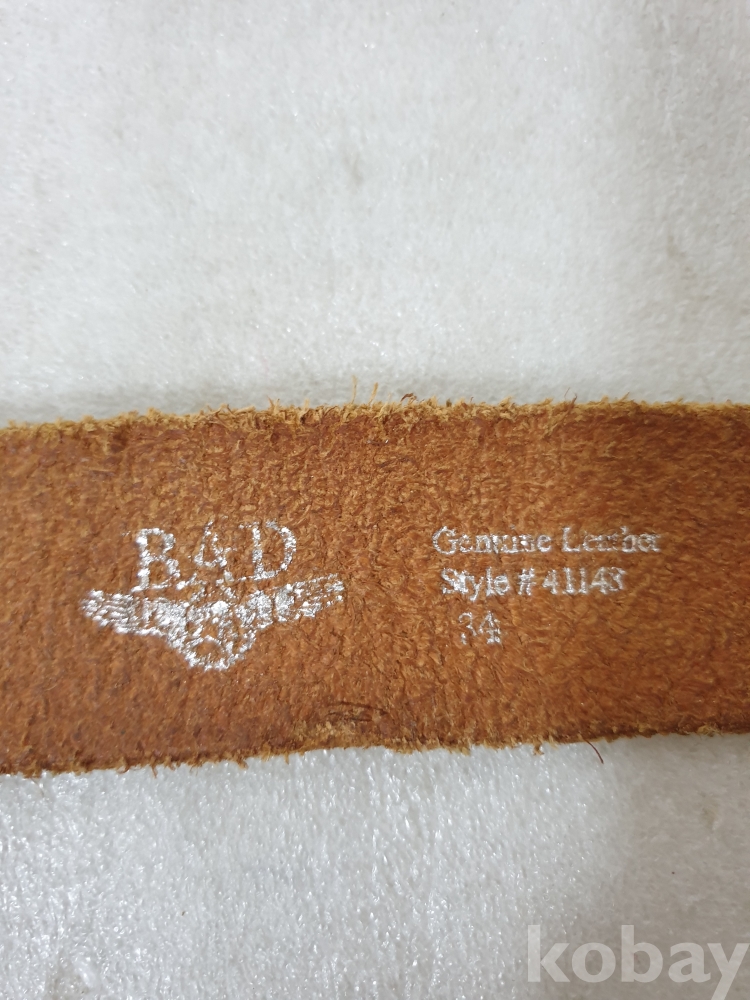 BAD
Genuine Leather
Style # 41143
34
kobay